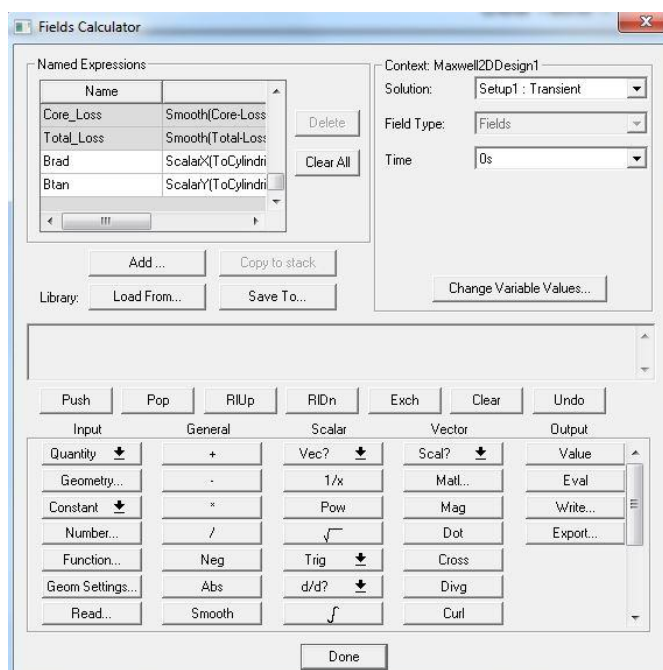 Fields Calculator
Named Expressions
Name
Core_Loss Smooth(Core-Loss
Total_Loss Smooth(Total-Loss
Brad ScalarX(ToCylindri
Btan ScalarY(ToCylindri
Delete
Clear All
Add ... Copy to stack
Library: Load From... Save To...
Context: Maxwell2DDesign1
Solution: Setup1 : Transient
Field Type: Fields
Time 0s
Change Variable Values...
Push Pop RlUp RlDn Exch Clear Undo
Input General Scalar Vector Output
Quantity + Vec? Scal? Value
Geometry... - 1/x Matl... Eval
Constant * Pow Mag Write...
Number... / √ Dot Export...
Function... Neg Trig Cross
Geom Settings... Abs d/d? Divg
Read... Smooth ∫ Curl
Done